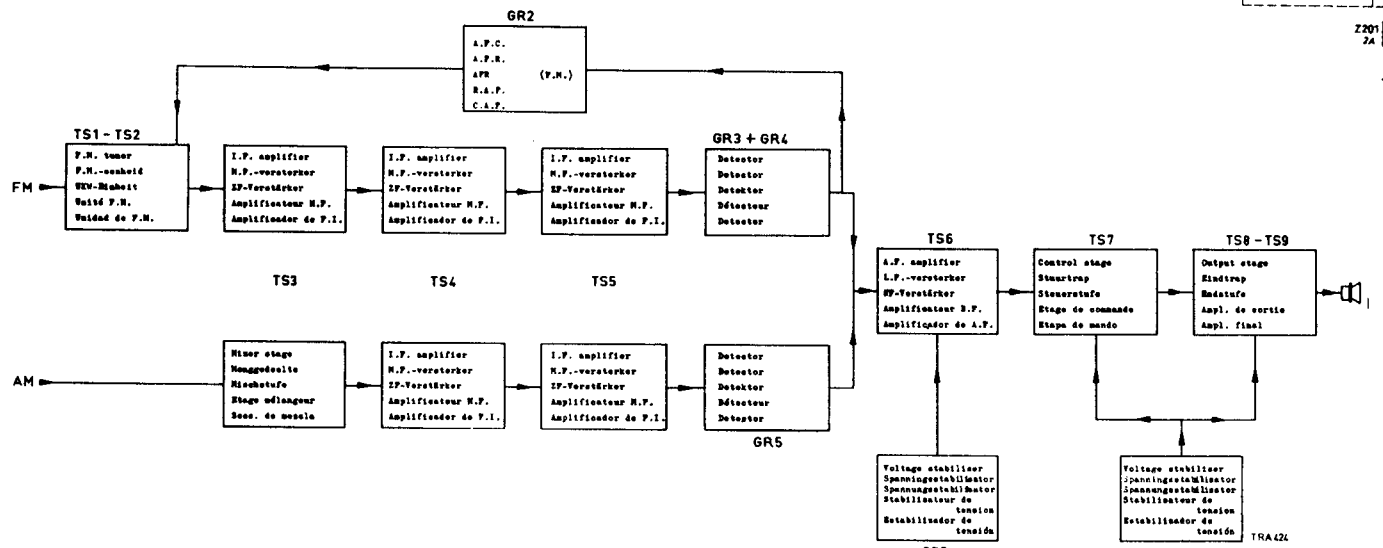 Z201
2A
GR2
A.F.C.
A.F.R.
AFR
(F.M.)
R.A.F.
C.A.F.
TS1 - TS2
F.M. tuner
F.M.-eenheid
UKW-Einheit
Unité F.M.
Unidad de F.M.
FM
I.F. amplifier
M.F.-versterker
ZF-Verstärker
Amplificateur M.F.
Amplificador de F.I.
I.F. amplifier
M.F.-versterker
ZF-Verstärker
Amplificateur M.F.
Amplificador de F.I.
I.F. amplifier
M.F.-versterker
ZF-Verstärker
Amplificateur M.F.
Amplificador de F.I.
GR3 + GR4
Detector
Detector
Detektor
Détecteur
Detector
TS3
TS4
TS5
AM
Mixer stage
Menggedeelte
Mischstufe
Etage mélangeur
Secc. de mezcla
I.F. amplifier
M.F.-versterker
ZF-Verstärker
Amplificateur M.F.
Amplificador de F.I.
I.F. amplifier
M.F.-versterker
ZF-Verstärker
Amplificateur M.F.
Amplificador de F.I.
Detector
Detector
Detektor
Détecteur
Detector
GR5
TS6
A.F. amplifier
L.F.-versterker
NF-Verstärker
Amplificateur B.F.
Amplificador de A.F.
TS7
Control stage
Stuurtrap
Steuerstufe
Etage de commande
Etapa de mando
TS8 - TS9
Output stage
Eindtrap
Endstufe
Ampl. de sortie
Ampl. final
Voltage stabiliser
Spanningsstabilisator
Spannungsstabilisator
Stabilisateur de
tension
Estabilizador de
tensión
Voltage stabiliser
Spanningsstabilisator
Spannungsstabilisator
Stabilisateur de
tension
Estabilizador de
tensión
TRA424